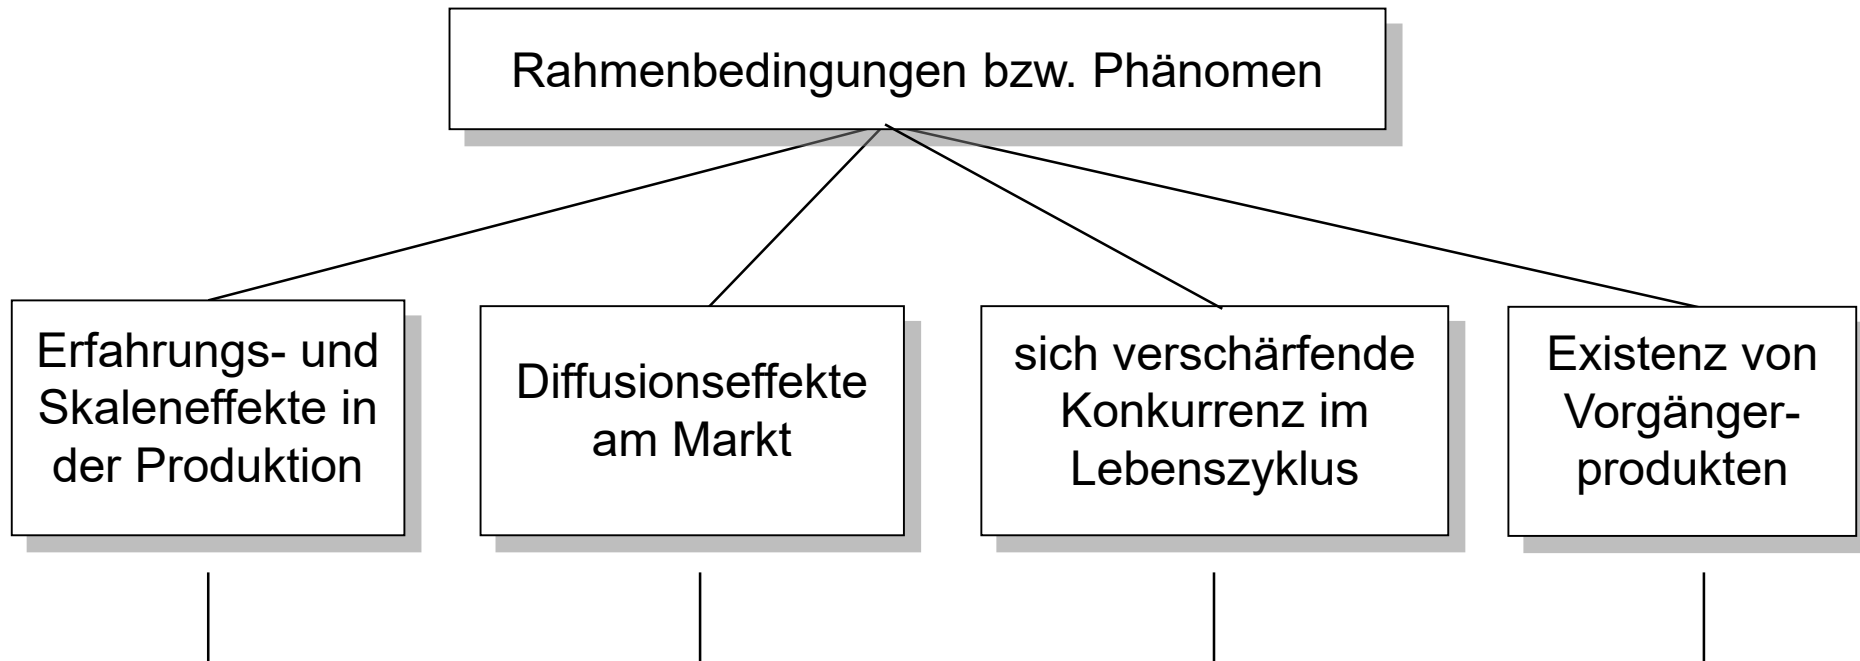 Rahmenbedingungen bzw. Phänomen
Erfahrungs- und
Skaleneffekte in
der Produktion
Diffusionseffekte
am Markt
sich verschärfende
Konkurrenz im
Lebenszyklus
Existenz von
Vorgänger-
produkten